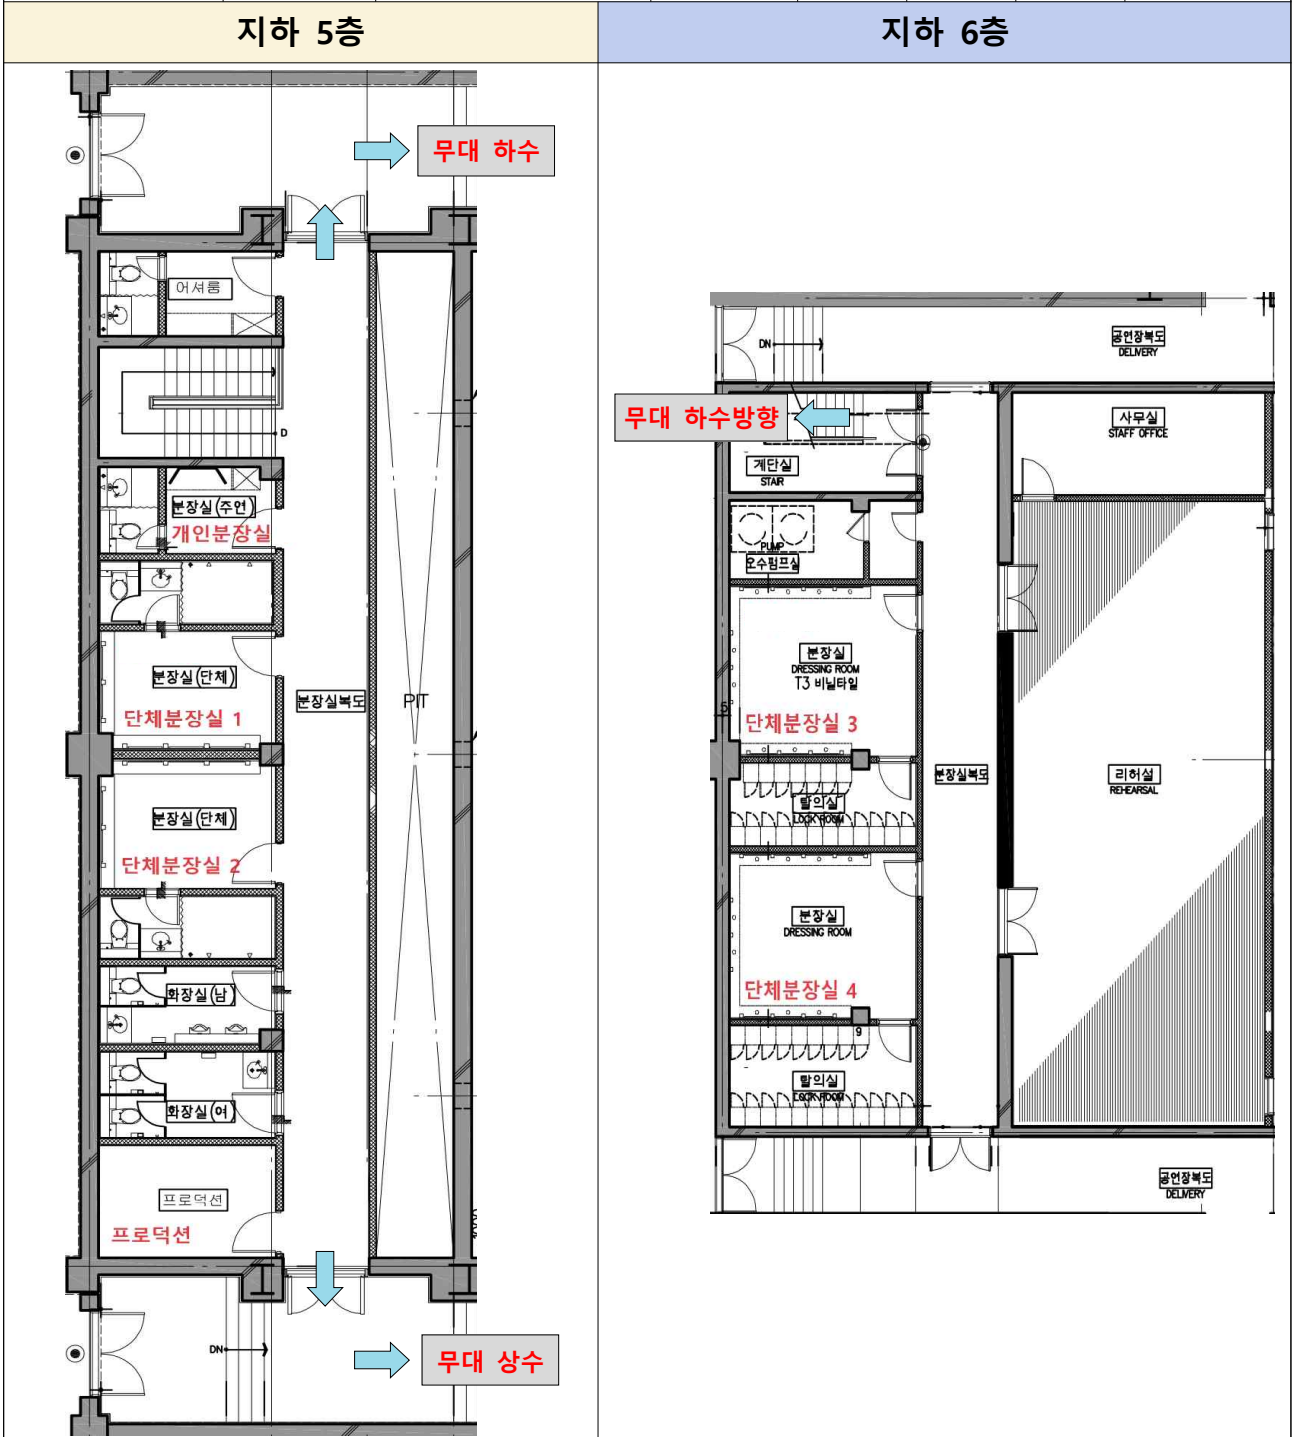 지하 5층
지하 6층
무대 하수
어셔룸
D
분장실(주연)
개인분장실
분장실(단체)
단체분장실 1
분장실복도
PIT
분장실(단체)
단체분장실 2
화장실(남)
화장실(여)
프로덕션
프로덕션
DN
무대 상수
공연장복도
DELIVERY
DN
무대 하수방향
계단실
STAIR
사무실
STAFF OFFICE
PUMP
오수펌프실
분장실
DRESSING ROOM
T3 비닐타일
5
단체분장실 3
탈의실
LOCK ROOM
분장실복도
리허설
REHEARSAL
분장실
DRESSING ROOM
단체분장실 4
9
탈의실
LOCK ROOM
공연장복도
DELIVERY